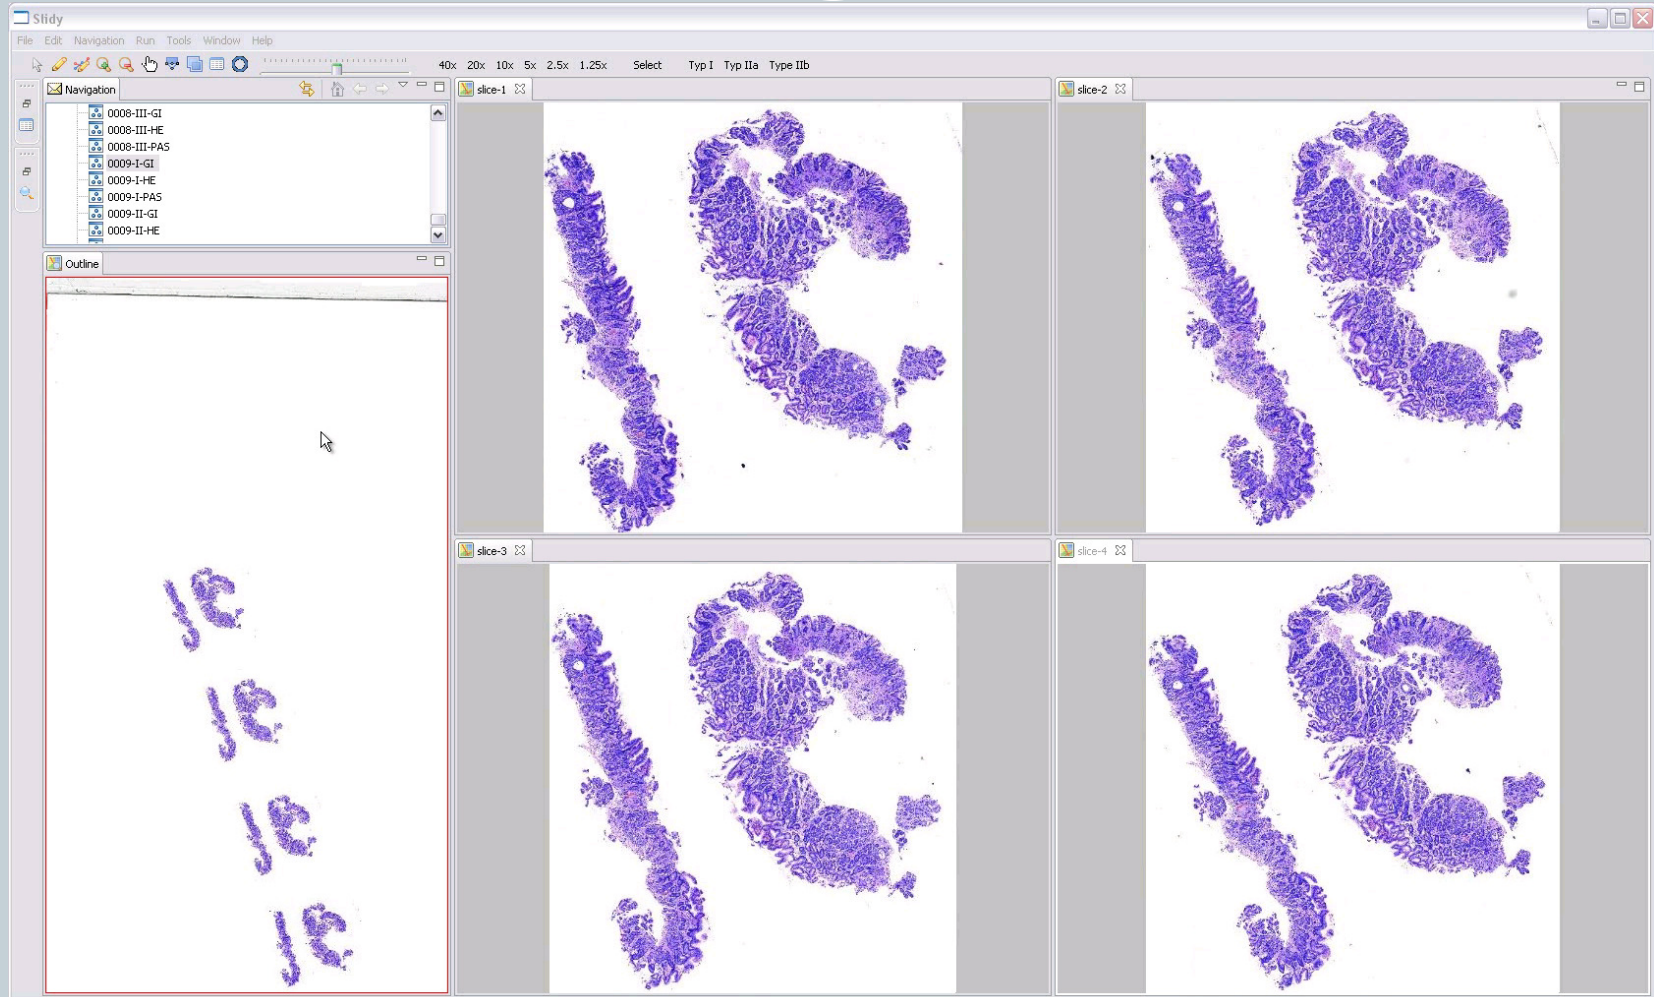 Slidy
File Edit Navigation Run Tools Window Help
40x 20x 10x 5x 2.5x 1.25x Select Typ I Typ IIa Type IIb
Navigation
0008-III-GI
0008-III-HE
0008-III-PAS
0009-I-GI
0009-I-HE
0009-I-PAS
0009-II-GI
0009-II-HE
Outline
slice-1
slice-2
slice-3
slice-4